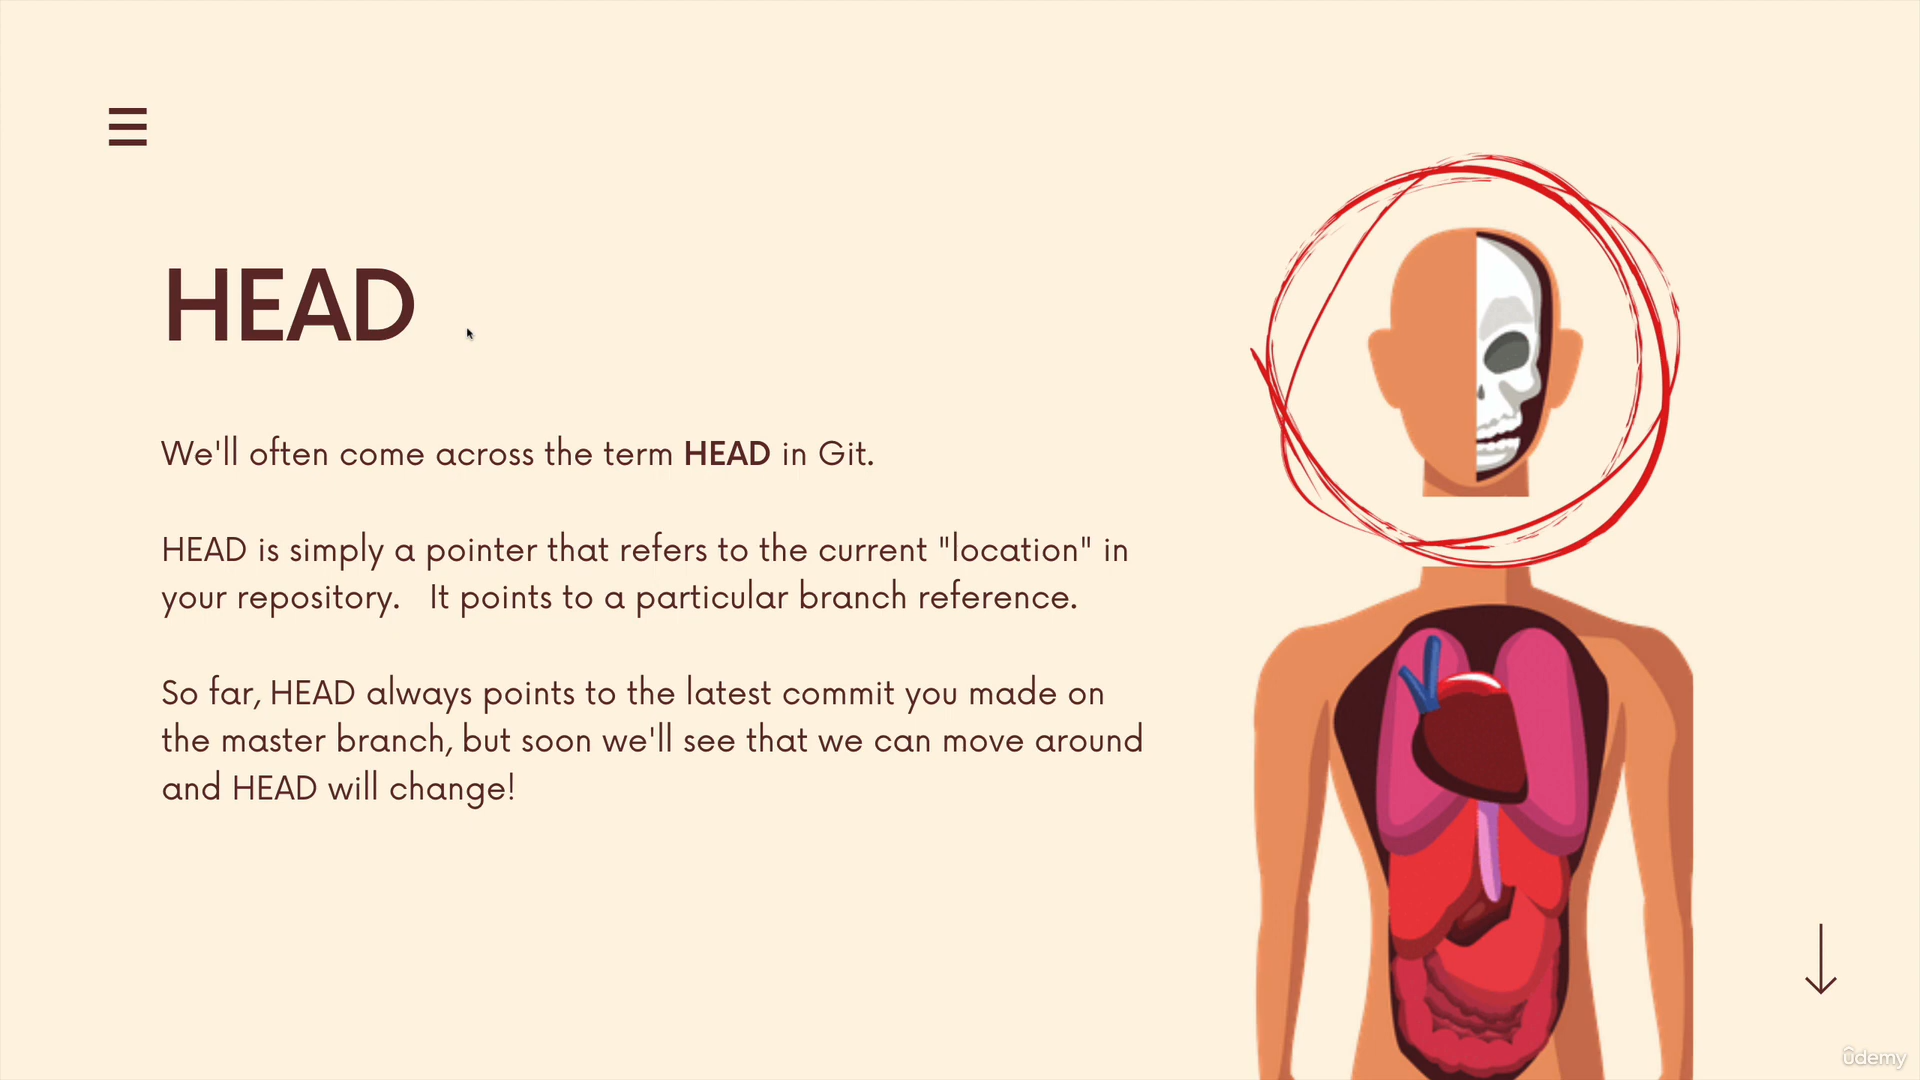 HEAD
We'll often come across the term HEAD in Git.
HEAD is simply a pointer that refers to the current "location" in
your repository.   It points to a particular branch reference.
So far, HEAD always points to the latest commit you made on
the master branch, but soon we'll see that we can move around
and HEAD will change!
ûdemy